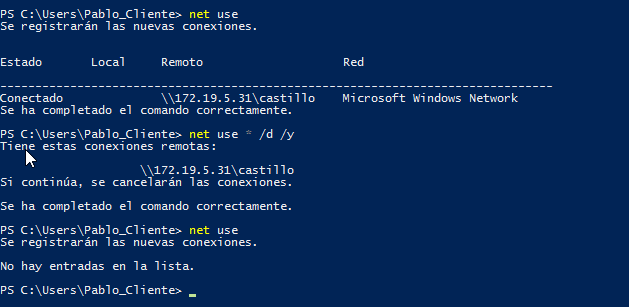 PS C:\Users\Pablo_Cliente> net use
Se registrarán las nuevas conexiones.
Estado Local Remoto Red
-------------------------------------------------------------------------------
Conectado \\172.19.5.31\castillo Microsoft Windows Network
Se ha completado el comando correctamente.
PS C:\Users\Pablo_Cliente> net use * /d /y
Tiene estas conexiones remotas:
\\172.19.5.31\castillo
Si continúa, se cancelarán las conexiones.
Se ha completado el comando correctamente.
PS C:\Users\Pablo_Cliente> net use
Se registrarán las nuevas conexiones.
No hay entradas en la lista.
PS C:\Users\Pablo_Cliente> _